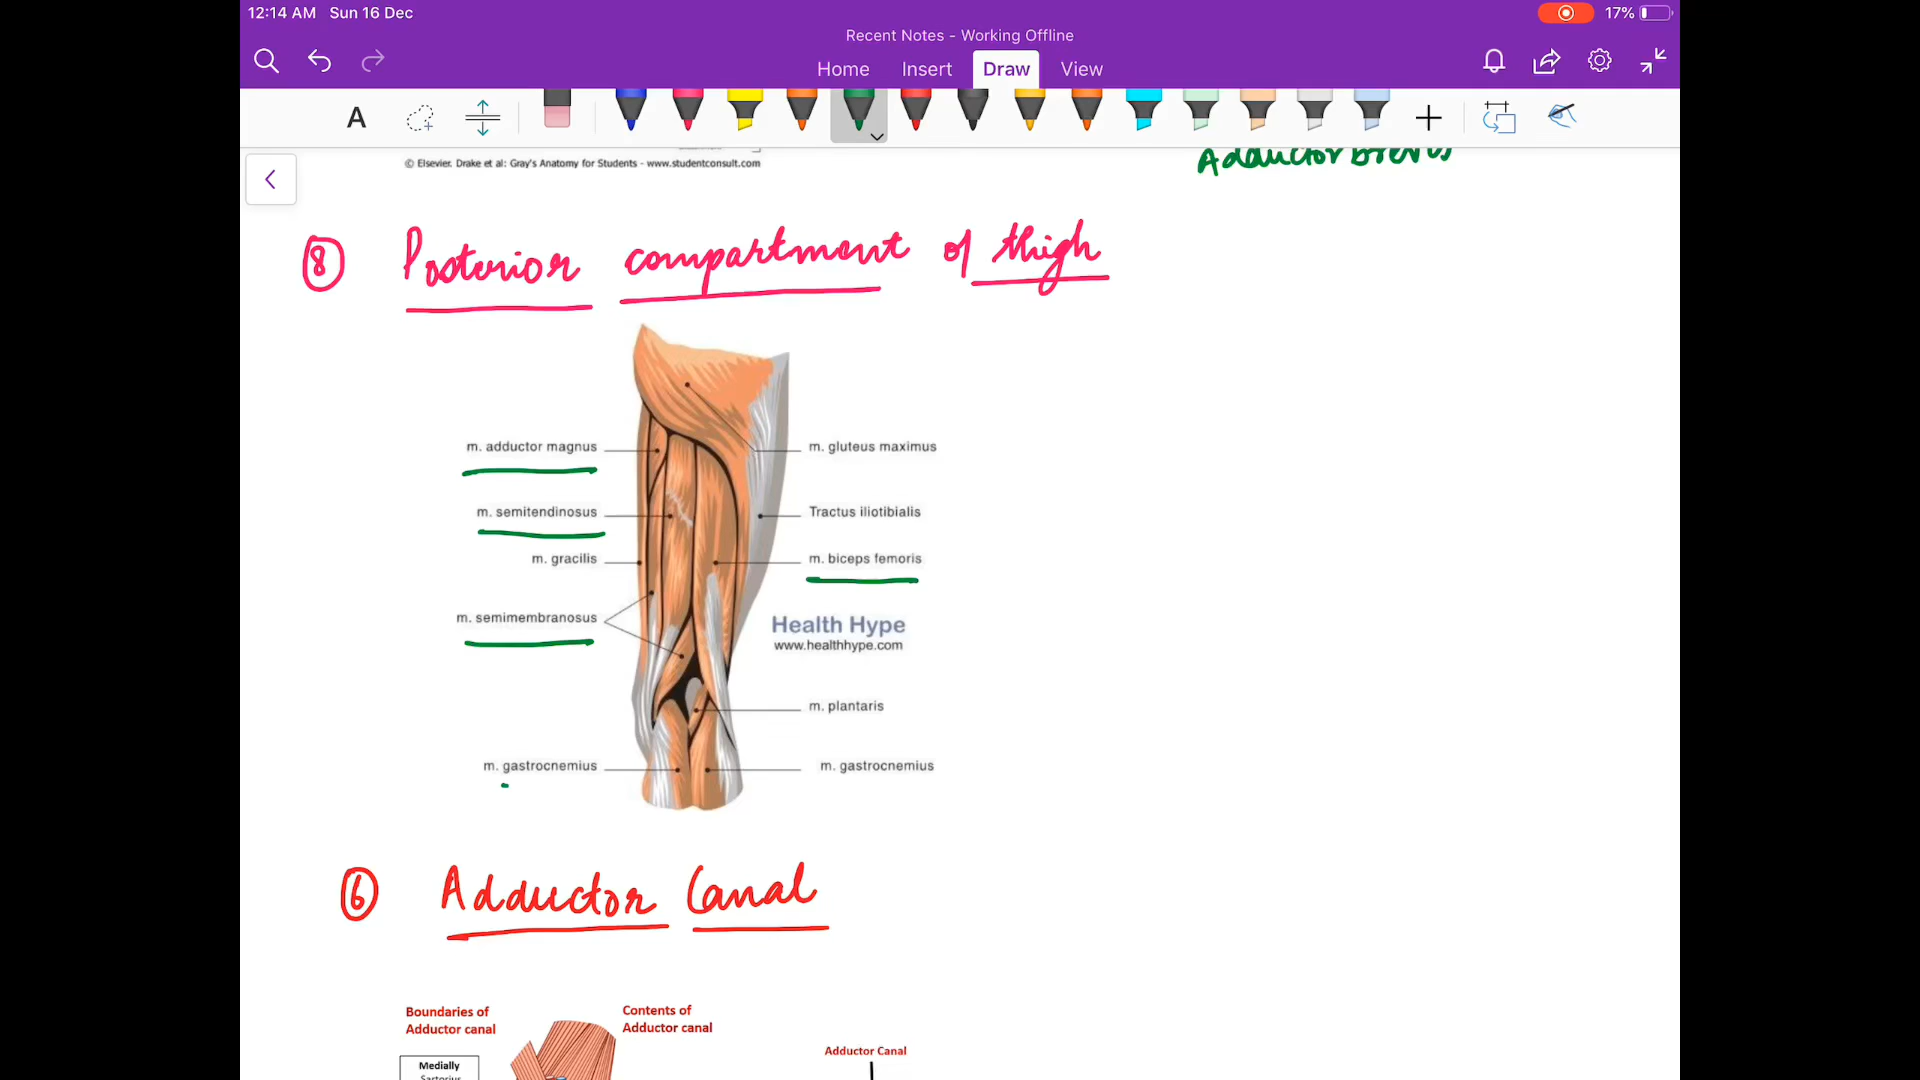 12:14 AM Sun 16 Dec
17%
Recent Notes - Working Offline
Home Insert Draw View
A
© Elsevier. Drake et al: Gray's Anatomy for Students - www.studentconsult.com
Adductor brevis
8 Posterior compartment of thigh
m. adductor magnus
m. gluteus maximus
m. semitendinosus
Tractus iliotibialis
m. gracilis
m. biceps femoris
m. semimembranosus
Health Hype
www.healthhype.com
m. plantaris
m. gastrocnemius
m. gastrocnemius
6 Adductor Canal
Boundaries of
Adductor canal
Contents of
Adductor canal
Adductor Canal
Medially
Sartorius